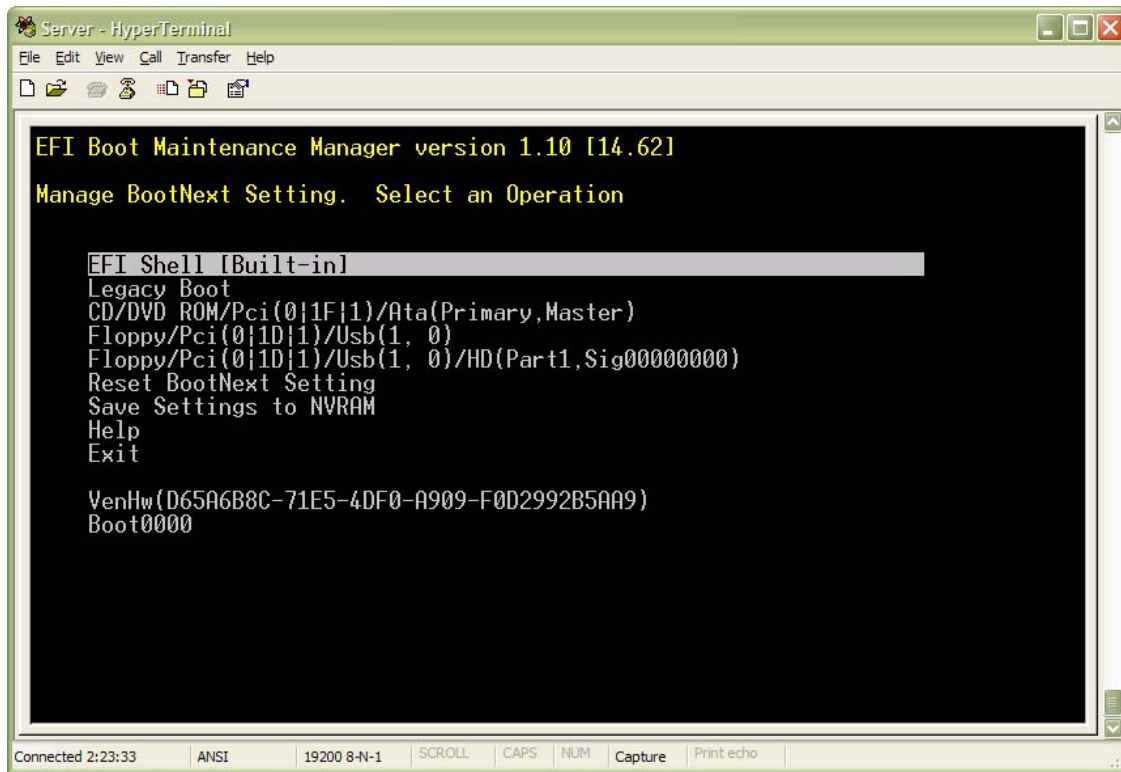 Server - HyperTerminal
File Edit View Call Transfer Help
EFI Boot Maintenance Manager version 1.10 [14.62]
Manage BootNext Setting.  Select an Operation
EFI Shell [Built-in]
Legacy Boot
CD/DVD ROM/Pci(0|1F|1)/Ata(Primary,Master)
Floppy/Pci(0|1D|1)/Usb(1, 0)
Floppy/Pci(0|1D|1)/Usb(1, 0)/HD(Part1,Sig00000000)
Reset BootNext Setting
Save Settings to NVRAM
Help
Exit
VenHw(D65A6B8C-71E5-4DF0-A909-F0D2992B5AA9)
Boot0000
Connected 2:23:33 ANSI 19200 8-N-1 SCROLL CAPS NUM Capture Print echo